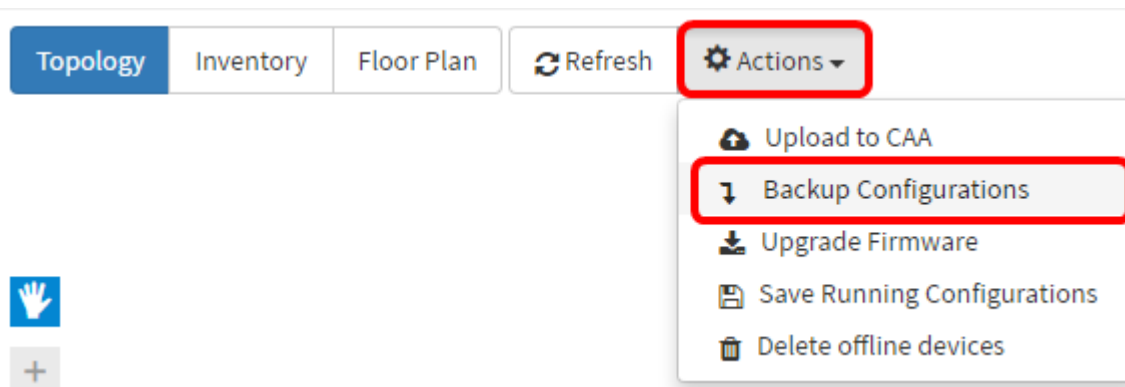 Topology Inventory Floor Plan Refresh Actions
Upload to CAA
Backup Configurations
Upgrade Firmware
Save Running Configurations
Delete offline devices